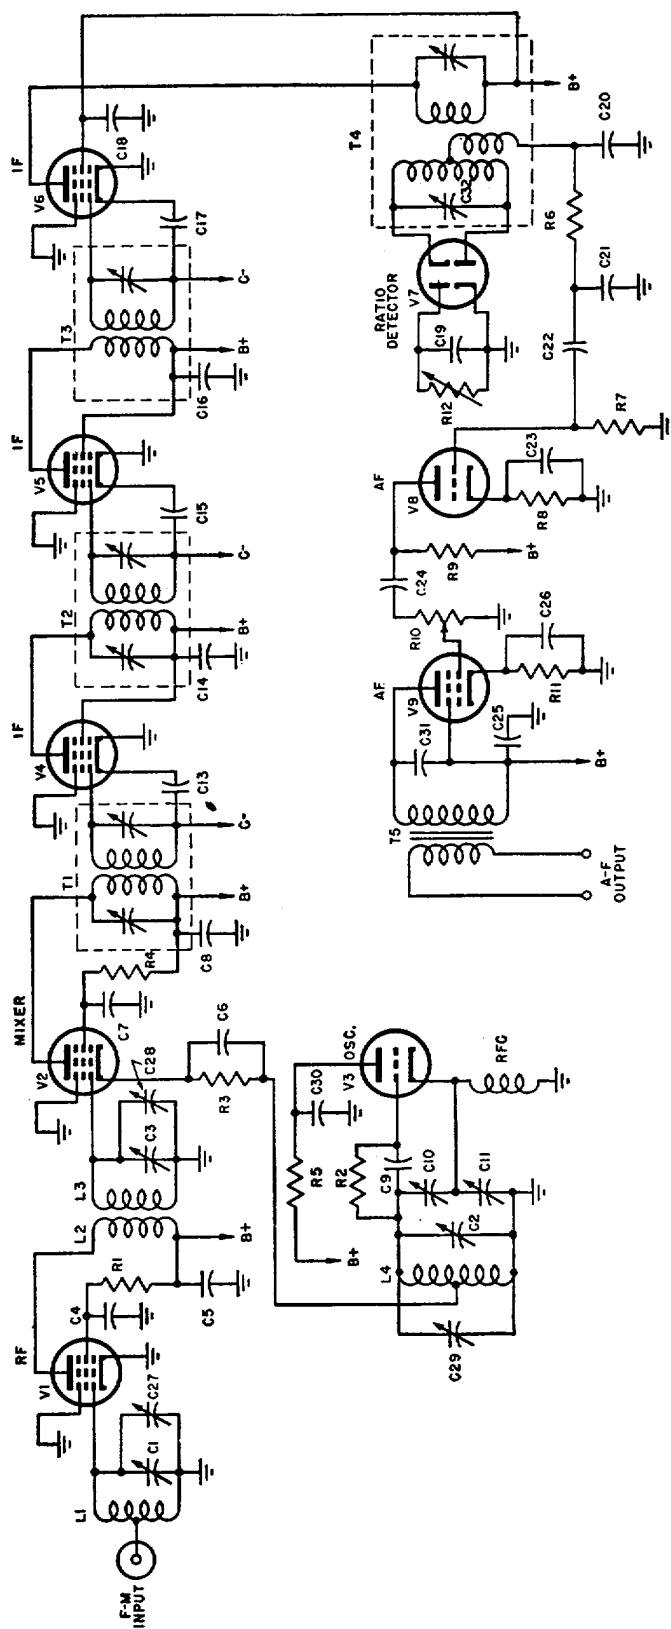 F-M
INPUT
L1
C1
C27
V1
RF
C4
R1
C5
L2
B+
L3
C3
C28
V2
MIXER
C7
R4
C8
T1
B+
C-
C13
V4
IF
C14
T2
B+
C-
C15
V5
IF
C16
T3
B+
C-
C17
V6
IF
C18
R3
C6
B+
R5
C30
V3
OSC.
R2
C9
C10
C11
C2
L4
C29
RFC
A-F
OUTPUT
T5
C31
C25
B+
V9
AF
R10
C24
R11
C26
R9
B+
V8
AF
R8
C23
R7
C22
R12
C19
RATIO
DETECTOR
V7
C32
T4
B+
C21
R6
C20